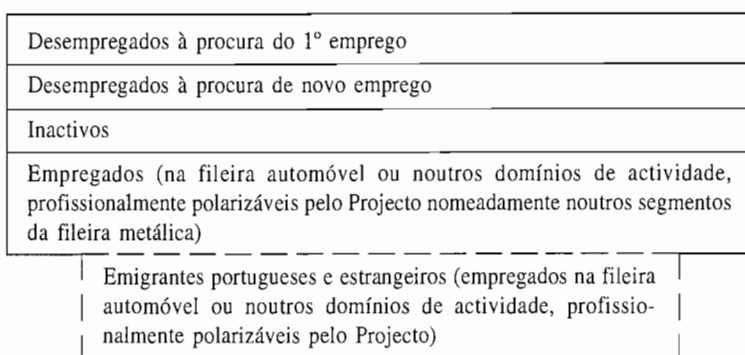 Desempregados à procura do 1º emprego
Desempregados à procura de novo emprego
Inactivos
Empregados (na fileira automóvel ou noutros domínios de actividade,
profissionalmente polarizáveis pelo Projecto nomeadamente noutros segmentos
da fileira metálica)
Emigrantes portugueses e estrangeiros (empregados na fileira
automóvel ou noutros domínios de actividade, profissio-
nalmente polarizáveis pelo Projecto)